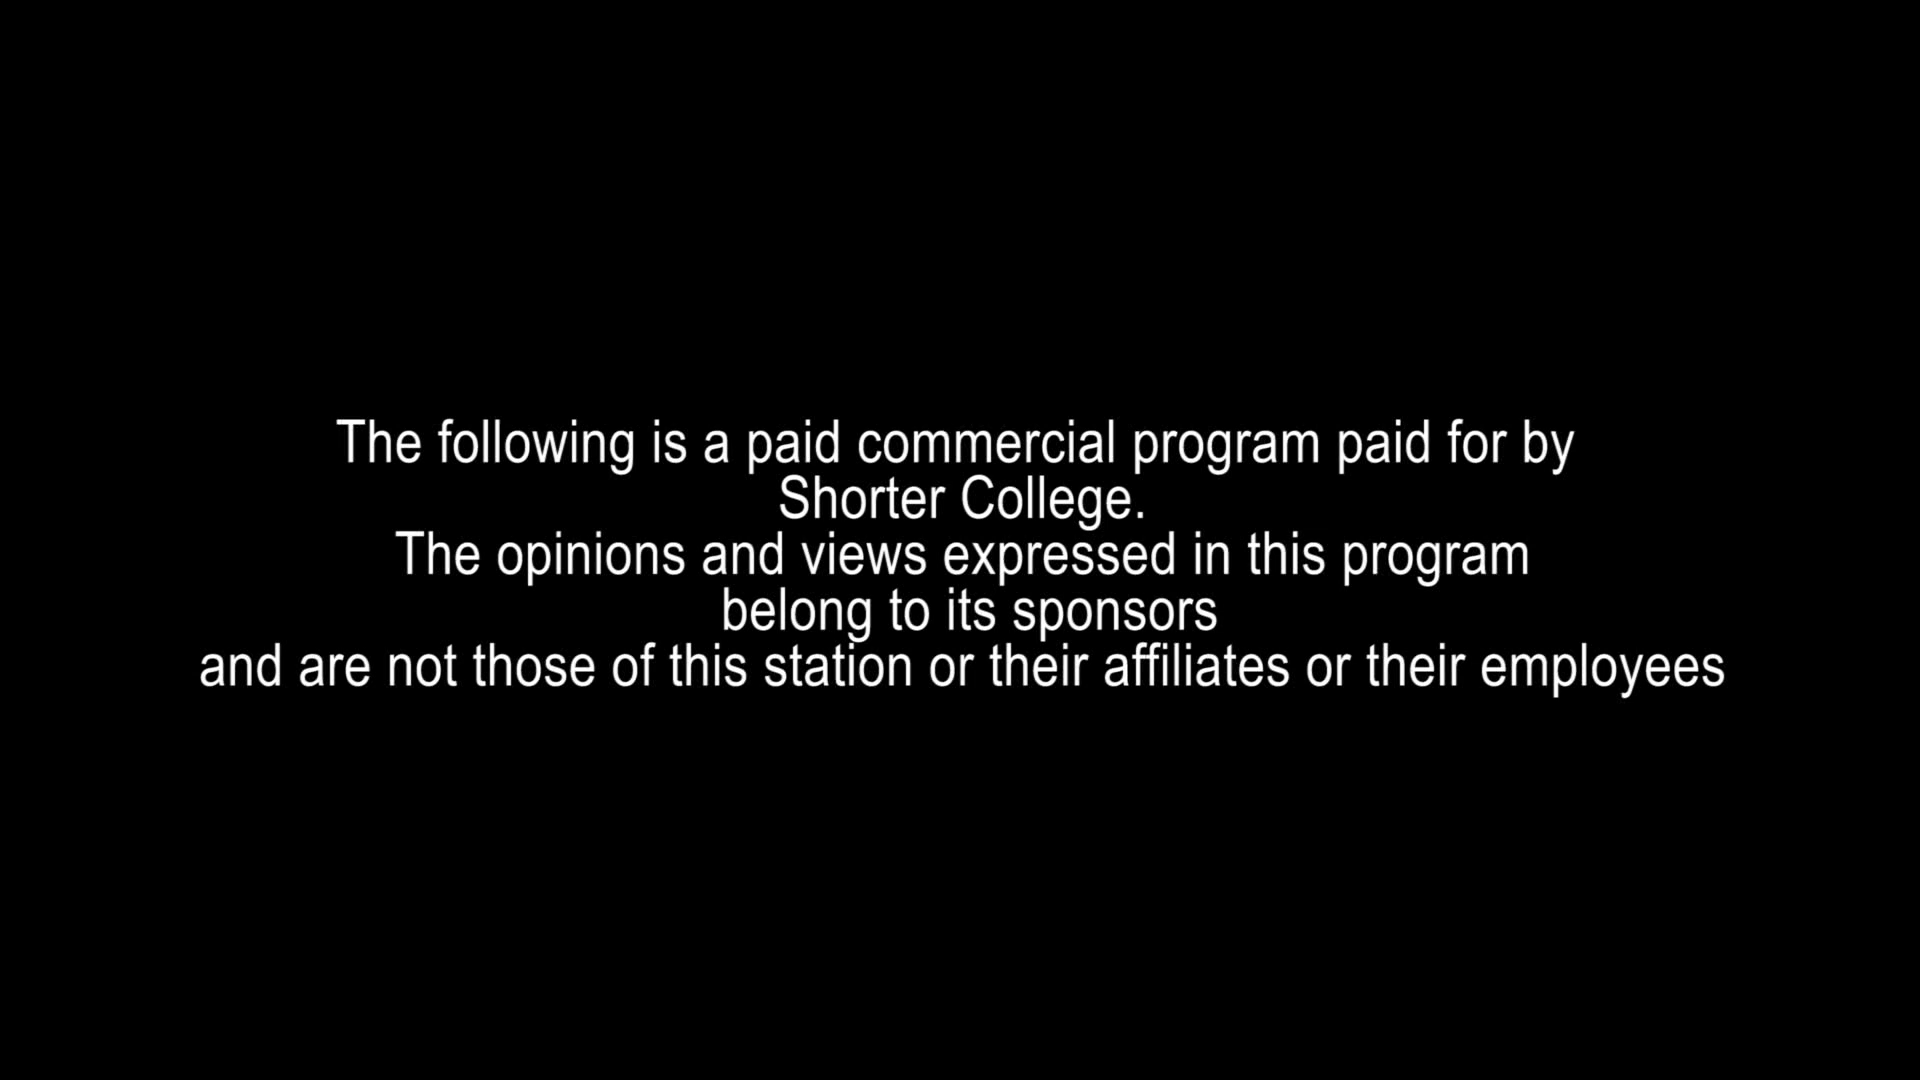 The following is a paid commercial program paid for by
Shorter College.
The opinions and views expressed in this program
belong to its sponsors
and are not those of this station or their affiliates or their employees